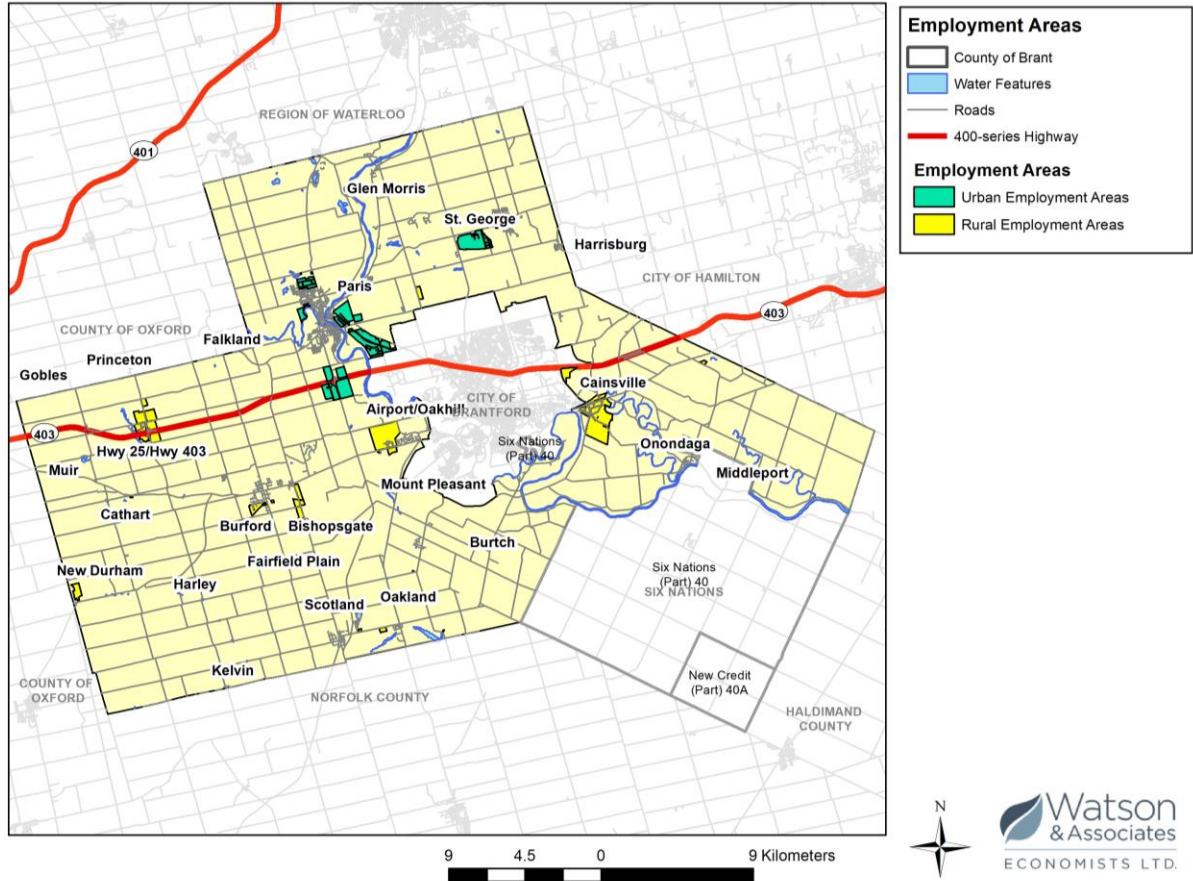 401
REGION OF WATERLOO
Glen Morris
St. George
Harrisburg
CITY OF HAMILTON
Paris
COUNTY OF OXFORD
403
Falkland
Princeton
Gobles
Cainsville
CITY OF
BRANTFORD
Airport/Oakhill
403
Six Nations
(Part) 40
Onondaga
Hwy 25/Hwy 403
Muir
Middleport
Mount Pleasant
Cathart
Burford
Bishopsgate
Burtch
Fairfield Plain
New Durham
Harley
Six Nations
(Part) 40
SIX NATIONS
Scotland
Oakland
Kelvin
New Credit
(Part) 40A
COUNTY OF
OXFORD
NORFOLK COUNTY
HALDIMAND
COUNTY
Employment Areas
County of Brant
Water Features
Roads
400-series Highway
Employment Areas
Urban Employment Areas
Rural Employment Areas
9 4.5 0 9 Kilometers
N
Watson
& Associates
ECONOMISTS LTD.